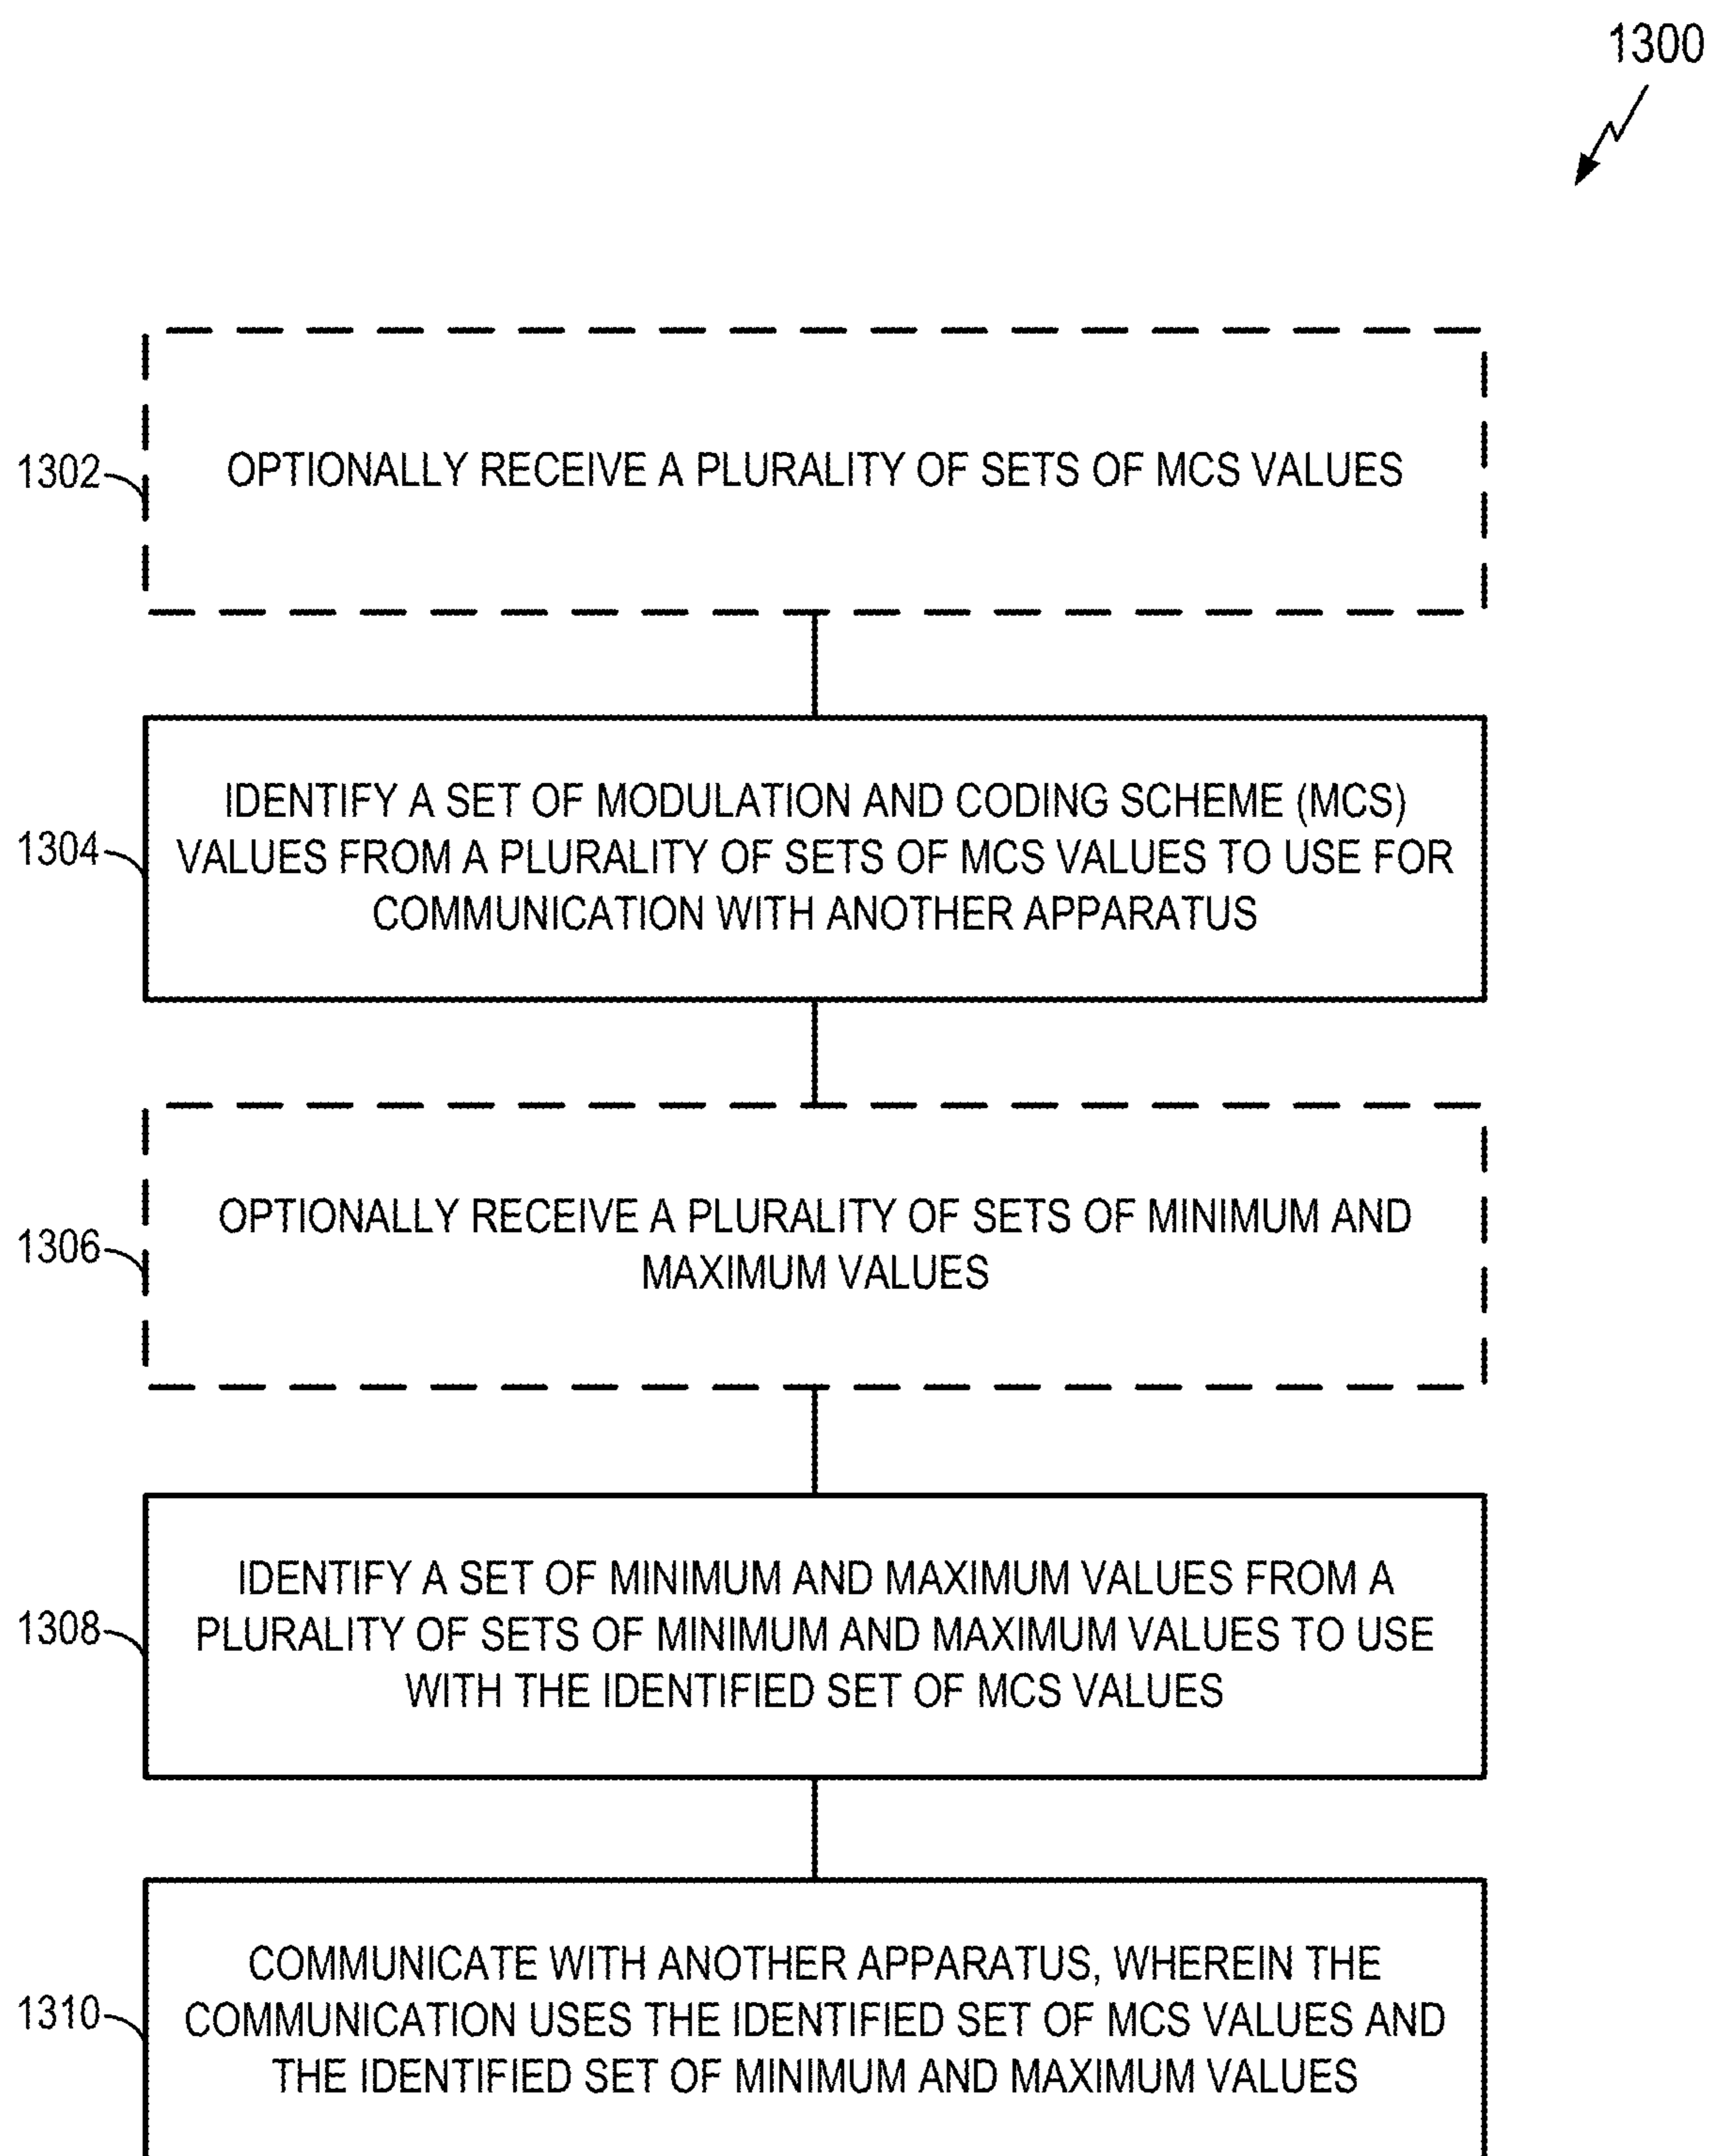 1300
1302
OPTIONALLY RECEIVE A PLURALITY OF SETS OF MCS VALUES
1304
IDENTIFY A SET OF MODULATION AND CODING SCHEME (MCS)
VALUES FROM A PLURALITY OF SETS OF MCS VALUES TO USE FOR
COMMUNICATION WITH ANOTHER APPARATUS
1306
OPTIONALLY RECEIVE A PLURALITY OF SETS OF MINIMUM AND
MAXIMUM VALUES
1308
IDENTIFY A SET OF MINIMUM AND MAXIMUM VALUES FROM A
PLURALITY OF SETS OF MINIMUM AND MAXIMUM VALUES TO USE
WITH THE IDENTIFIED SET OF MCS VALUES
1310
COMMUNICATE WITH ANOTHER APPARATUS, WHEREIN THE
COMMUNICATION USES THE IDENTIFIED SET OF MCS VALUES AND
THE IDENTIFIED SET OF MINIMUM AND MAXIMUM VALUES